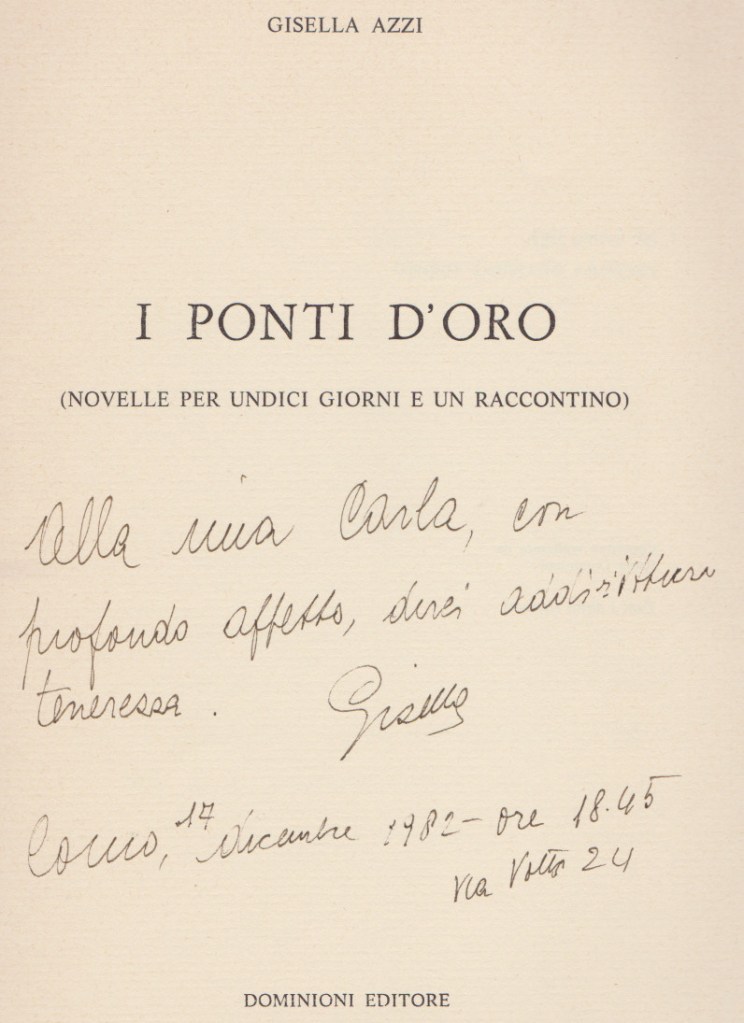 GISELLA AZZI
I PONTI D'ORO
(NOVELLE PER UNDICI GIORNI E UN RACCONTINO)
Alla mia Carla, con
profondo affetto, direi addirittura
tenerezza. Gisella
Como, 17 dicembre 1982 - ore 18.45
Via Volta 24
DOMINIONI EDITORE